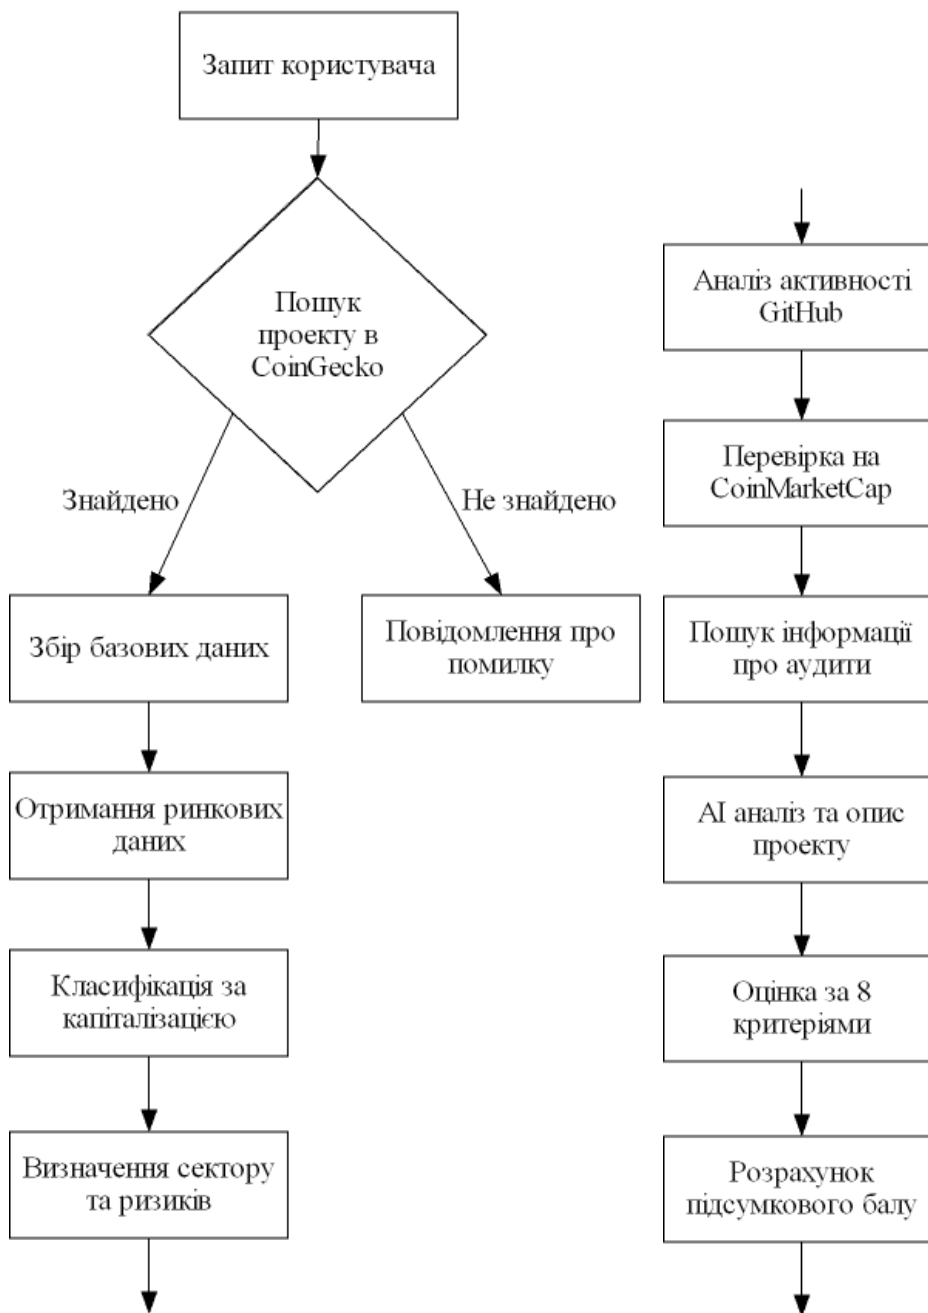 Запит користувача
Пошук
проекту в
CoinGecko
Знайдено
Не знайдено
Збір базових даних
Повідомлення про
помилку
Отримання ринкових
даних
Класифікація за
капіталізацією
Визначення сектору
та ризиків
Аналіз активності
GitHub
Перевірка на
CoinMarketCap
Пошук інформації
про аудити
AI аналіз та опис
проекту
Оцінка за 8
критеріями
Розрахунок
підсумкового балу